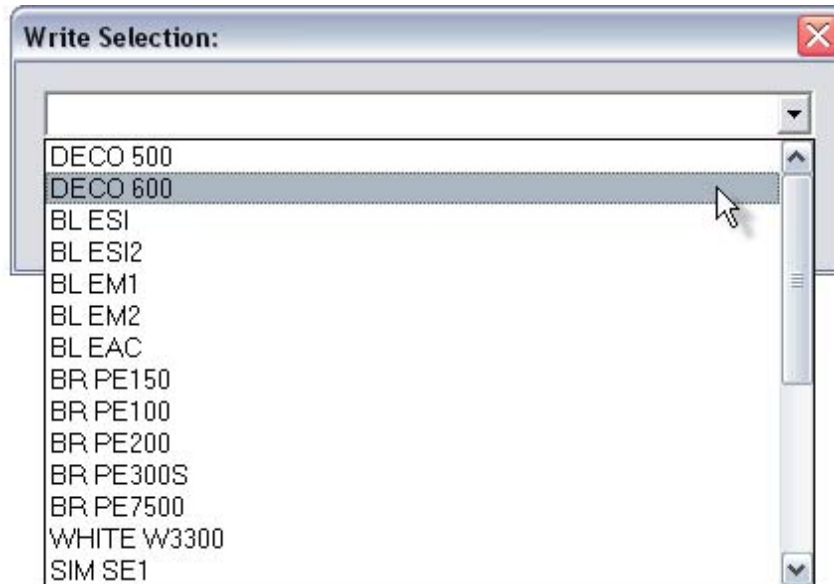 Write Selection:
DECO 500
DECO 600
BL ESI
BL ESI2
BL EM1
BL EM2
BL EAC
BR PE150
BR PE100
BR PE200
BR PE300S
BR PE7500
WHITE W3300
SIM SE1